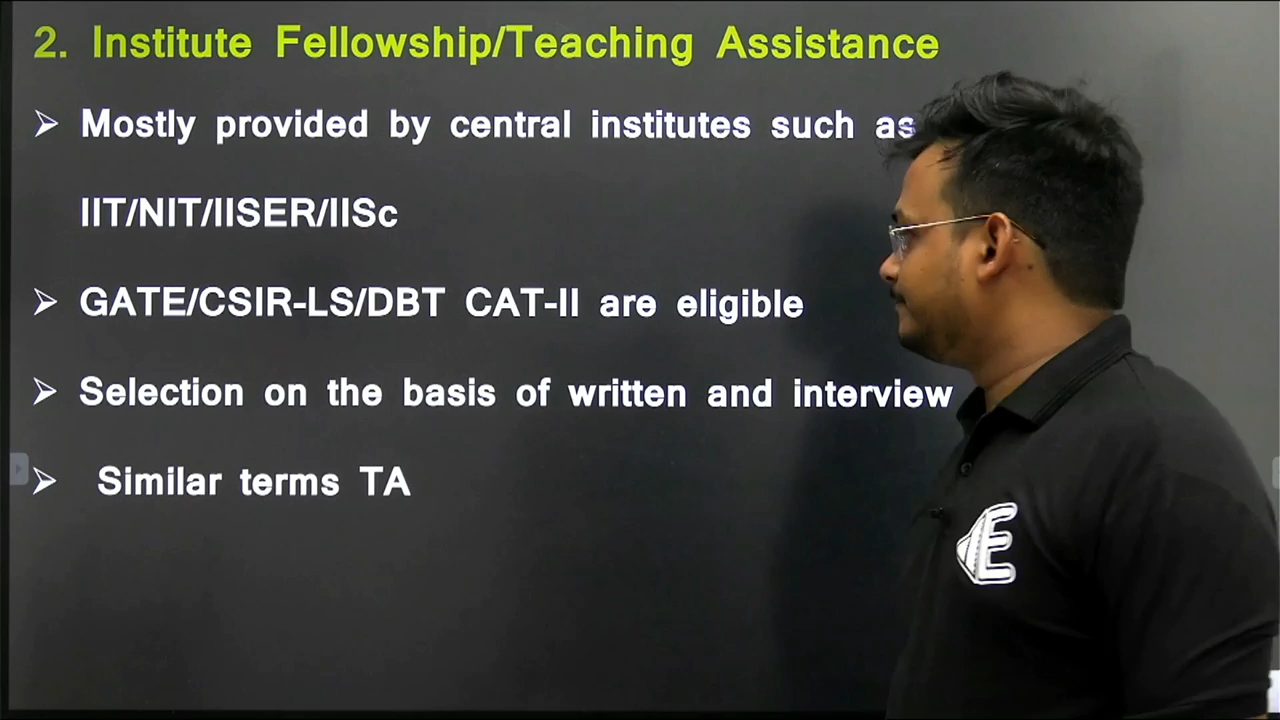 2. Institute Fellowship/Teaching Assistance
➢ Mostly provided by central institutes such as
IIT/NIT/IISER/IISc
➢ GATE/CSIR-LS/DBT CAT-II are eligible
➢ Selection on the basis of written and interview
➢ Similar terms TA
E